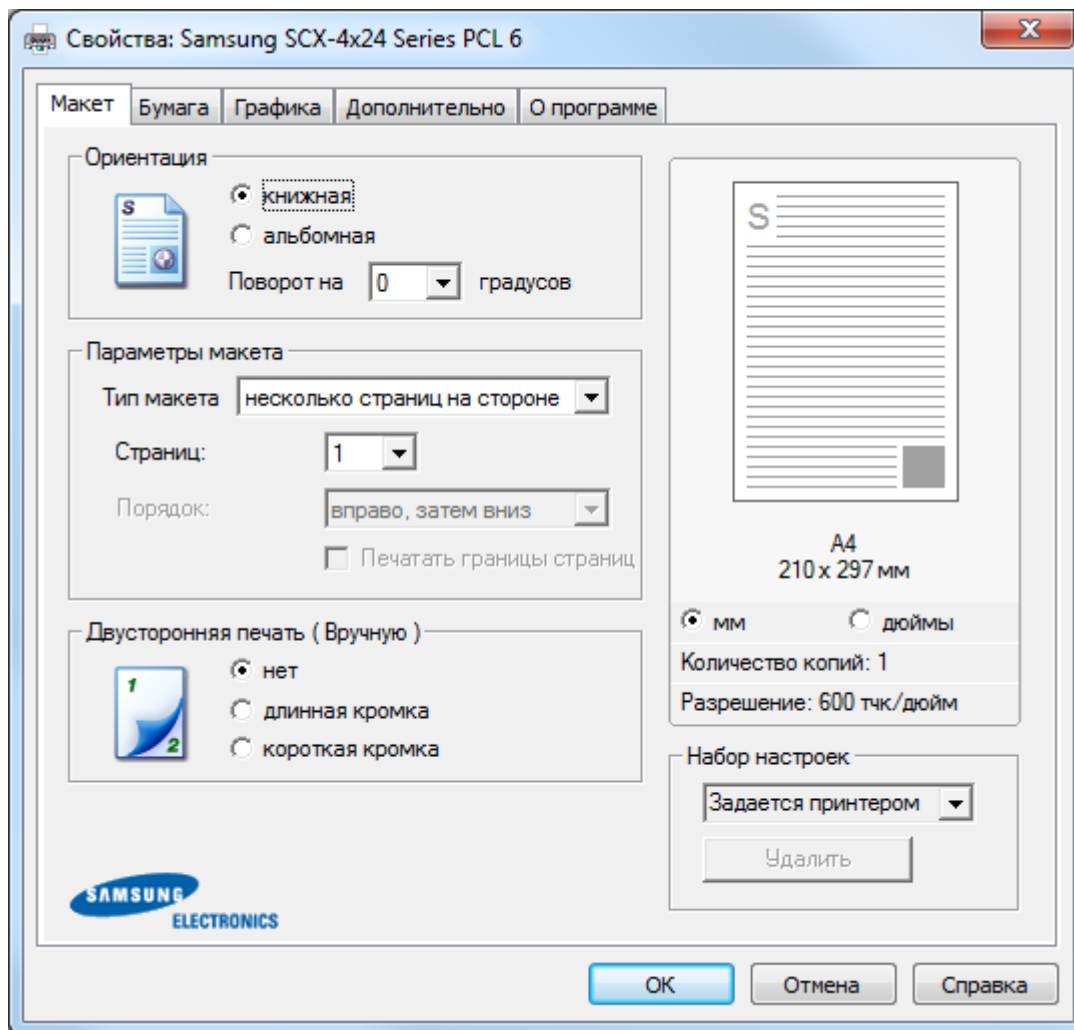 Свойства: Samsung SCX-4x24 Series PCL 6
Макет Бумага Графика Дополнительно О программе
Ориентация
S
книжная
альбомная
Поворот на 0 градусов
Параметры макета
Тип макета несколько страниц на стороне
Страниц: 1
Порядок: вправо, затем вниз
Печатать границы страниц
Двусторонняя печать ( Вручную )
1
2
нет
длинная кромка
короткая кромка
SAMSUNG
ELECTRONICS
S
A4
210 x 297 мм
мм дюймы
Количество копий: 1
Разрешение: 600 тчк/дюйм
Набор настроек
Задается принтером
Удалить
OK Отмена Справка